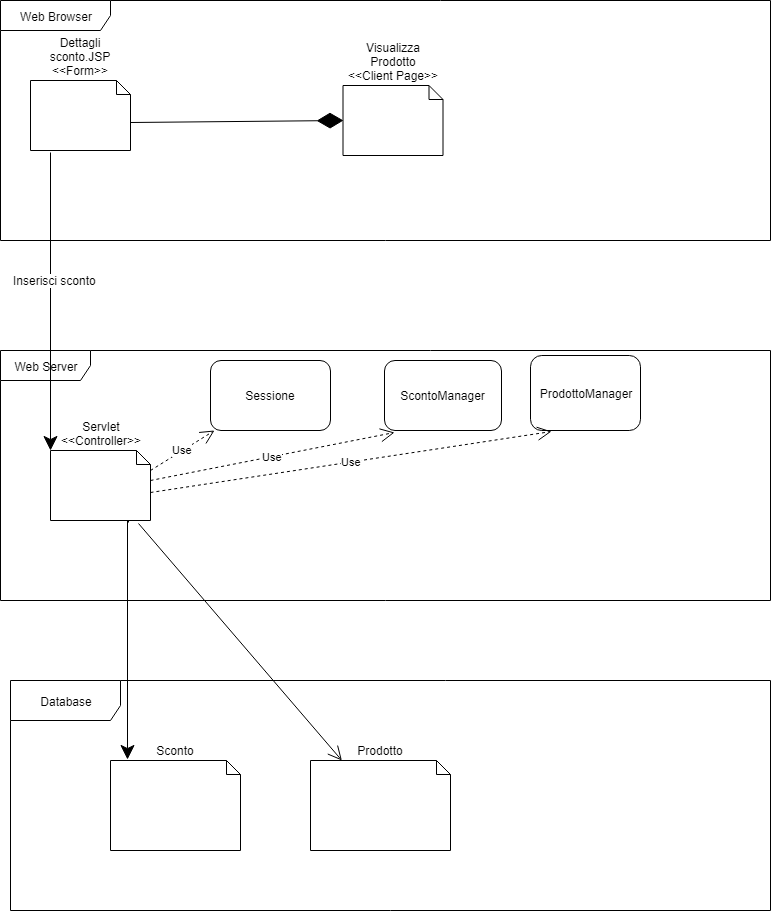 Web Browser
Dettagli
sconto.JSP
<<Form>>
Visualizza
Prodotto
<<Client Page>>
Inserisci sconto
Web Server
Sessione
ScontoManager
ProdottoManager
Servlet
<<Controller>>
Use
Use
Use
Database
Sconto
Prodotto